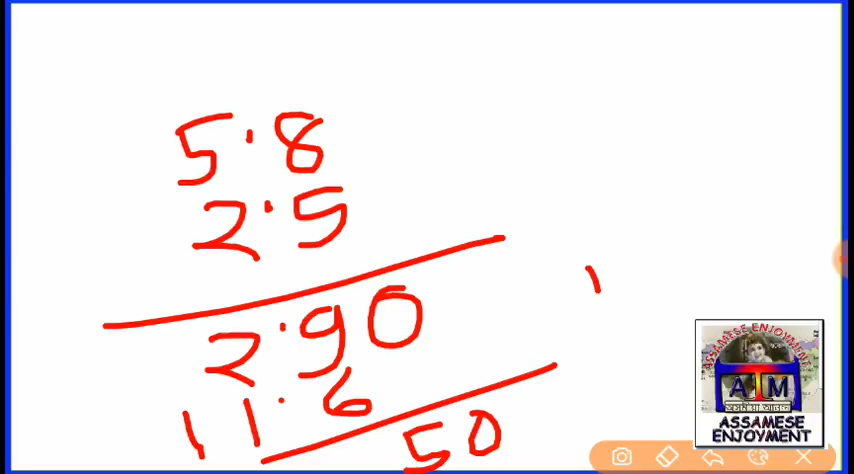 5.8
2.5
2.90
11.6
50
ASSAMESE ENJOYMENT
ATM
ASSAMESE
ENJOYMENT